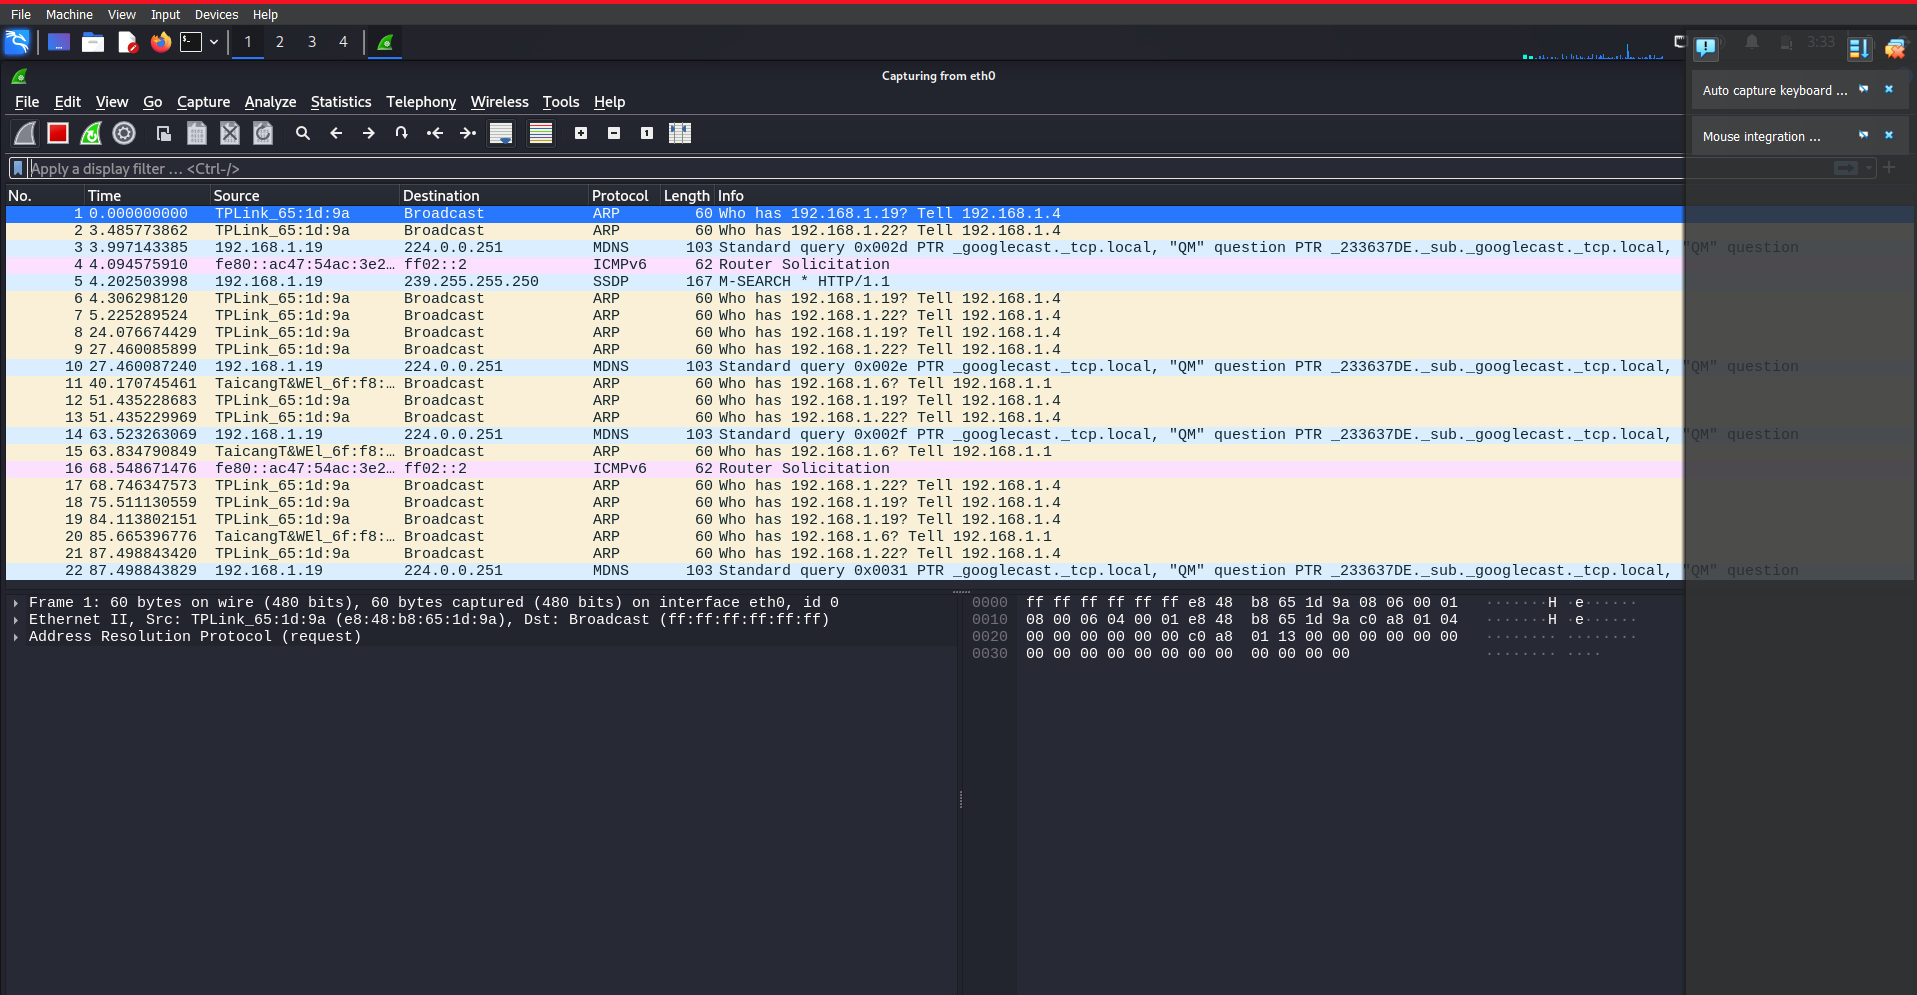 File Machine View Input Devices Help
1 2 3 4
3:33
Capturing from eth0
Auto capture keyboard ...
File Edit View Go Capture Analyze Statistics Telephony Wireless Tools Help
Mouse integration ...
Apply a display filter … <Ctrl-/>
No. Time Source Destination Protocol Length Info
1 0.000000000 TPLink_65:1d:9a Broadcast ARP 60 Who has 192.168.1.19? Tell 192.168.1.4
2 3.485773862 TPLink_65:1d:9a Broadcast ARP 60 Who has 192.168.1.22? Tell 192.168.1.4
3 3.997143385 192.168.1.19 224.0.0.251 MDNS 103 Standard query 0x002d PTR _googlecast._tcp.local, "QM" question PTR _233637DE._sub._googlecast._tcp.local, "QM" question
4 4.094575910 fe80::ac47:54ac:3e2… ff02::2 ICMPv6 62 Router Solicitation
5 4.202503998 192.168.1.19 239.255.255.250 SSDP 167 M-SEARCH * HTTP/1.1
6 4.306298120 TPLink_65:1d:9a Broadcast ARP 60 Who has 192.168.1.19? Tell 192.168.1.4
7 5.225289524 TPLink_65:1d:9a Broadcast ARP 60 Who has 192.168.1.22? Tell 192.168.1.4
8 24.076674429 TPLink_65:1d:9a Broadcast ARP 60 Who has 192.168.1.19? Tell 192.168.1.4
9 27.460085899 TPLink_65:1d:9a Broadcast ARP 60 Who has 192.168.1.22? Tell 192.168.1.4
10 27.460087240 192.168.1.19 224.0.0.251 MDNS 103 Standard query 0x002e PTR _googlecast._tcp.local, "QM" question PTR _233637DE._sub._googlecast._tcp.local, "QM" question
11 40.170745461 TaicangT&WEl_6f:f8:… Broadcast ARP 60 Who has 192.168.1.6? Tell 192.168.1.1
12 51.435228683 TPLink_65:1d:9a Broadcast ARP 60 Who has 192.168.1.19? Tell 192.168.1.4
13 51.435229969 TPLink_65:1d:9a Broadcast ARP 60 Who has 192.168.1.22? Tell 192.168.1.4
14 63.523263069 192.168.1.19 224.0.0.251 MDNS 103 Standard query 0x002f PTR _googlecast._tcp.local, "QM" question PTR _233637DE._sub._googlecast._tcp.local, "QM" question
15 63.834790849 TaicangT&WEl_6f:f8:… Broadcast ARP 60 Who has 192.168.1.6? Tell 192.168.1.1
16 68.548671476 fe80::ac47:54ac:3e2… ff02::2 ICMPv6 62 Router Solicitation
17 68.746347573 TPLink_65:1d:9a Broadcast ARP 60 Who has 192.168.1.22? Tell 192.168.1.4
18 75.511130559 TPLink_65:1d:9a Broadcast ARP 60 Who has 192.168.1.19? Tell 192.168.1.4
19 84.113802151 TPLink_65:1d:9a Broadcast ARP 60 Who has 192.168.1.19? Tell 192.168.1.4
20 85.665396776 TaicangT&WEl_6f:f8:… Broadcast ARP 60 Who has 192.168.1.6? Tell 192.168.1.1
21 87.498843420 TPLink_65:1d:9a Broadcast ARP 60 Who has 192.168.1.22? Tell 192.168.1.4
22 87.498843829 192.168.1.19 224.0.0.251 MDNS 103 Standard query 0x0031 PTR _googlecast._tcp.local, "QM" question PTR _233637DE._sub._googlecast._tcp.local, "QM" question
Frame 1: 60 bytes on wire (480 bits), 60 bytes captured (480 bits) on interface eth0, id 0
Ethernet II, Src: TPLink_65:1d:9a (e8:48:b8:65:1d:9a), Dst: Broadcast (ff:ff:ff:ff:ff:ff)
Address Resolution Protocol (request)
0000 ff ff ff ff ff ff e8 48 b8 65 1d 9a 08 06 00 01 ·······H ·e······
0010 08 00 06 04 00 01 e8 48 b8 65 1d 9a c0 a8 01 04 ·······H ·e······
0020 00 00 00 00 00 00 c0 a8 01 13 00 00 00 00 00 00 ········ ········
0030 00 00 00 00 00 00 00 00 00 00 00 00 ········ ····